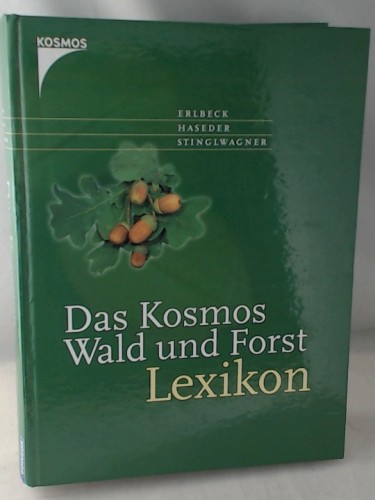 KOSMOS
ERLBECK
HASEDER
STINGLWAGNER
Das Kosmos
Wald und Forst
Lexikon